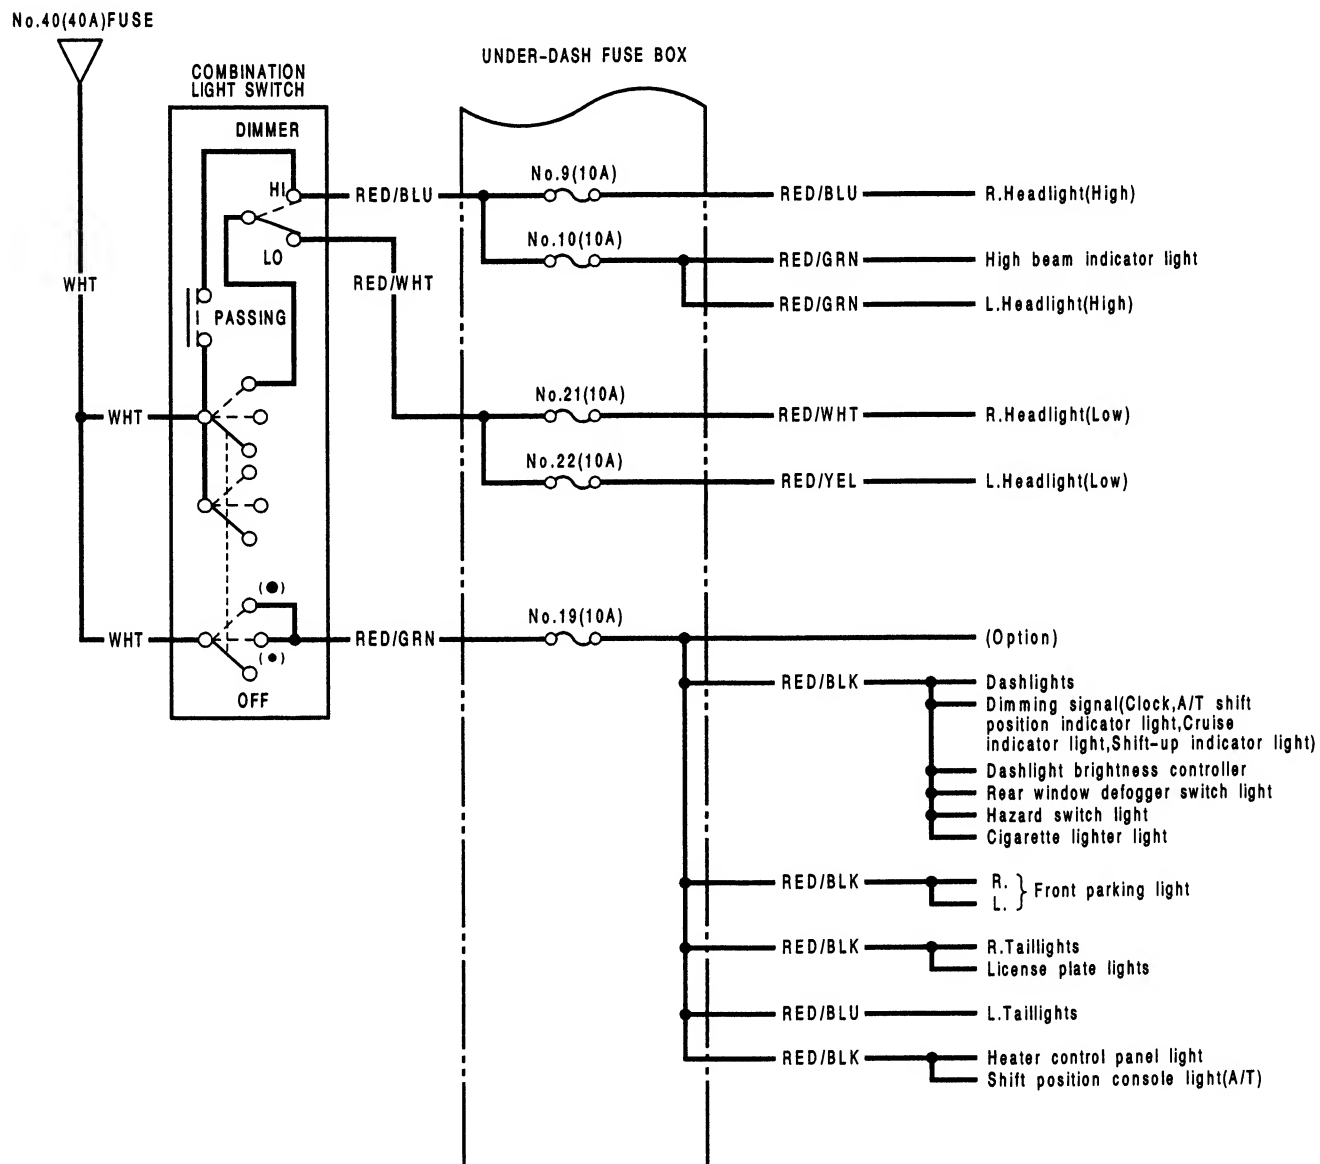 No.40(40A)FUSE
UNDER-DASH FUSE BOX
COMBINATION
LIGHT SWITCH
DIMMER
HI
LO
PASSING
WHT
WHT
WHT
(●)
(●)
OFF
RED/BLU
RED/WHT
RED/GRN
No.9(10A)
RED/BLU
R.Headlight(High)
No.10(10A)
RED/GRN
High beam indicator light
RED/GRN
L.Headlight(High)
No.21(10A)
RED/WHT
R.Headlight(Low)
No.22(10A)
RED/YEL
L.Headlight(Low)
No.19(10A)
(Option)
RED/BLK
Dashlights
Dimming signal(Clock,A/T shift
position indicator light,Cruise
indicator light,Shift-up indicator light)
Dashlight brightness controller
Rear window defogger switch light
Hazard switch light
Cigarette lighter light
RED/BLK
R.
L.
Front parking light
RED/BLK
R.Taillights
License plate lights
RED/BLU
L.Taillights
RED/BLK
Heater control panel light
Shift position console light(A/T)